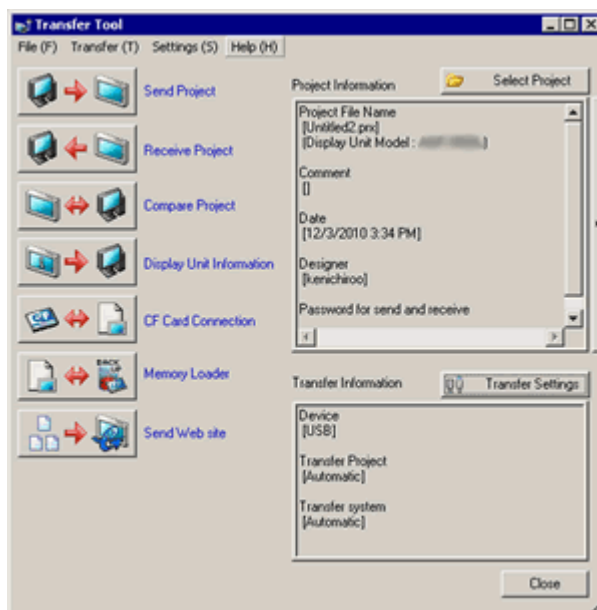 Transfer Tool
File (F) Transfer (T) Settings (S) Help (H)
Send Project
Receive Project
Compare Project
Display Unit Information
CF Card Connection
BACK UP
Memory Loader
Send Web site
Project Information
Select Project
Project File Name
[Untitled2.prx]
(Display Unit Model :
Comment
[]
Date
[12/3/2010 3:34 PM]
Designer
[kenichiroo]
Password for send and receive
Transfer Information
Transfer Settings
Device
[USB]
Transfer Project
[Automatic]
Transfer system
[Automatic]
Close